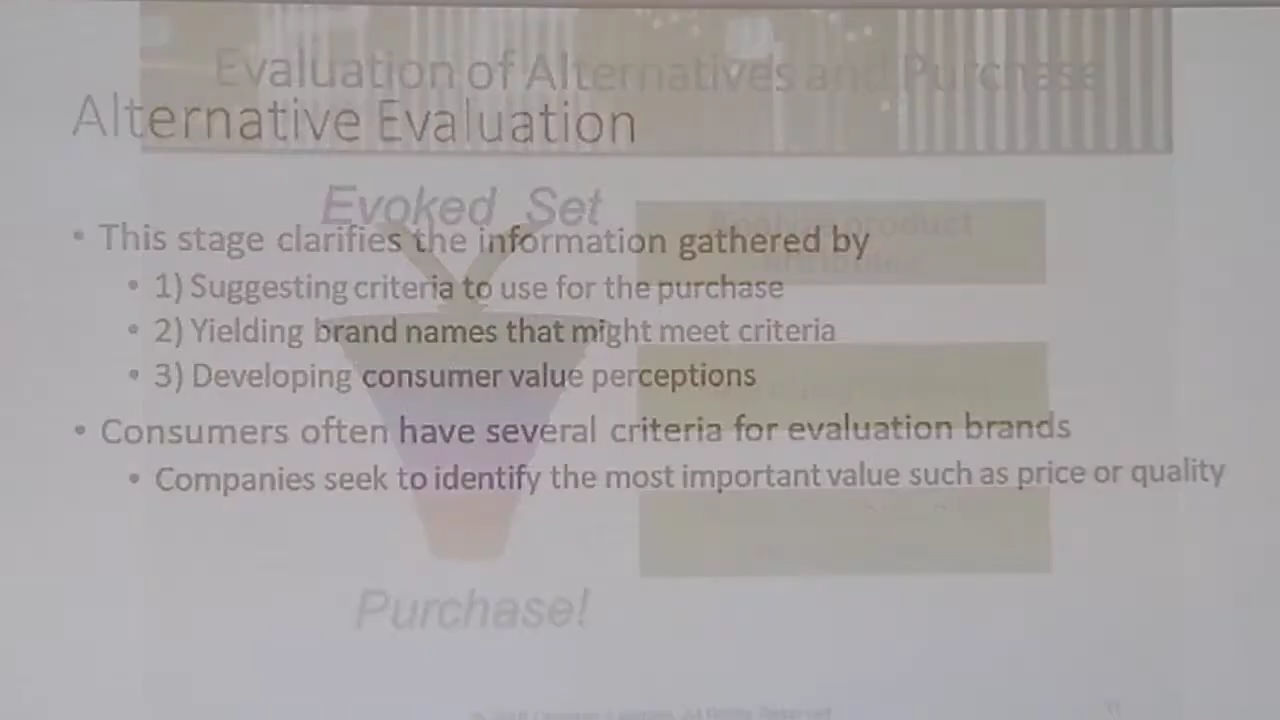 Evaluation of Alternatives and Purchase
Alternative Evaluation
Evoked Set
• This stage clarifies the information gathered by
• 1) Suggesting criteria to use for the purchase
• 2) Yielding brand names that might meet criteria
• 3) Developing consumer value perceptions
• Consumers often have several criteria for evaluation brands
• Companies seek to identify the most important value such as price or quality
Purchase!
product